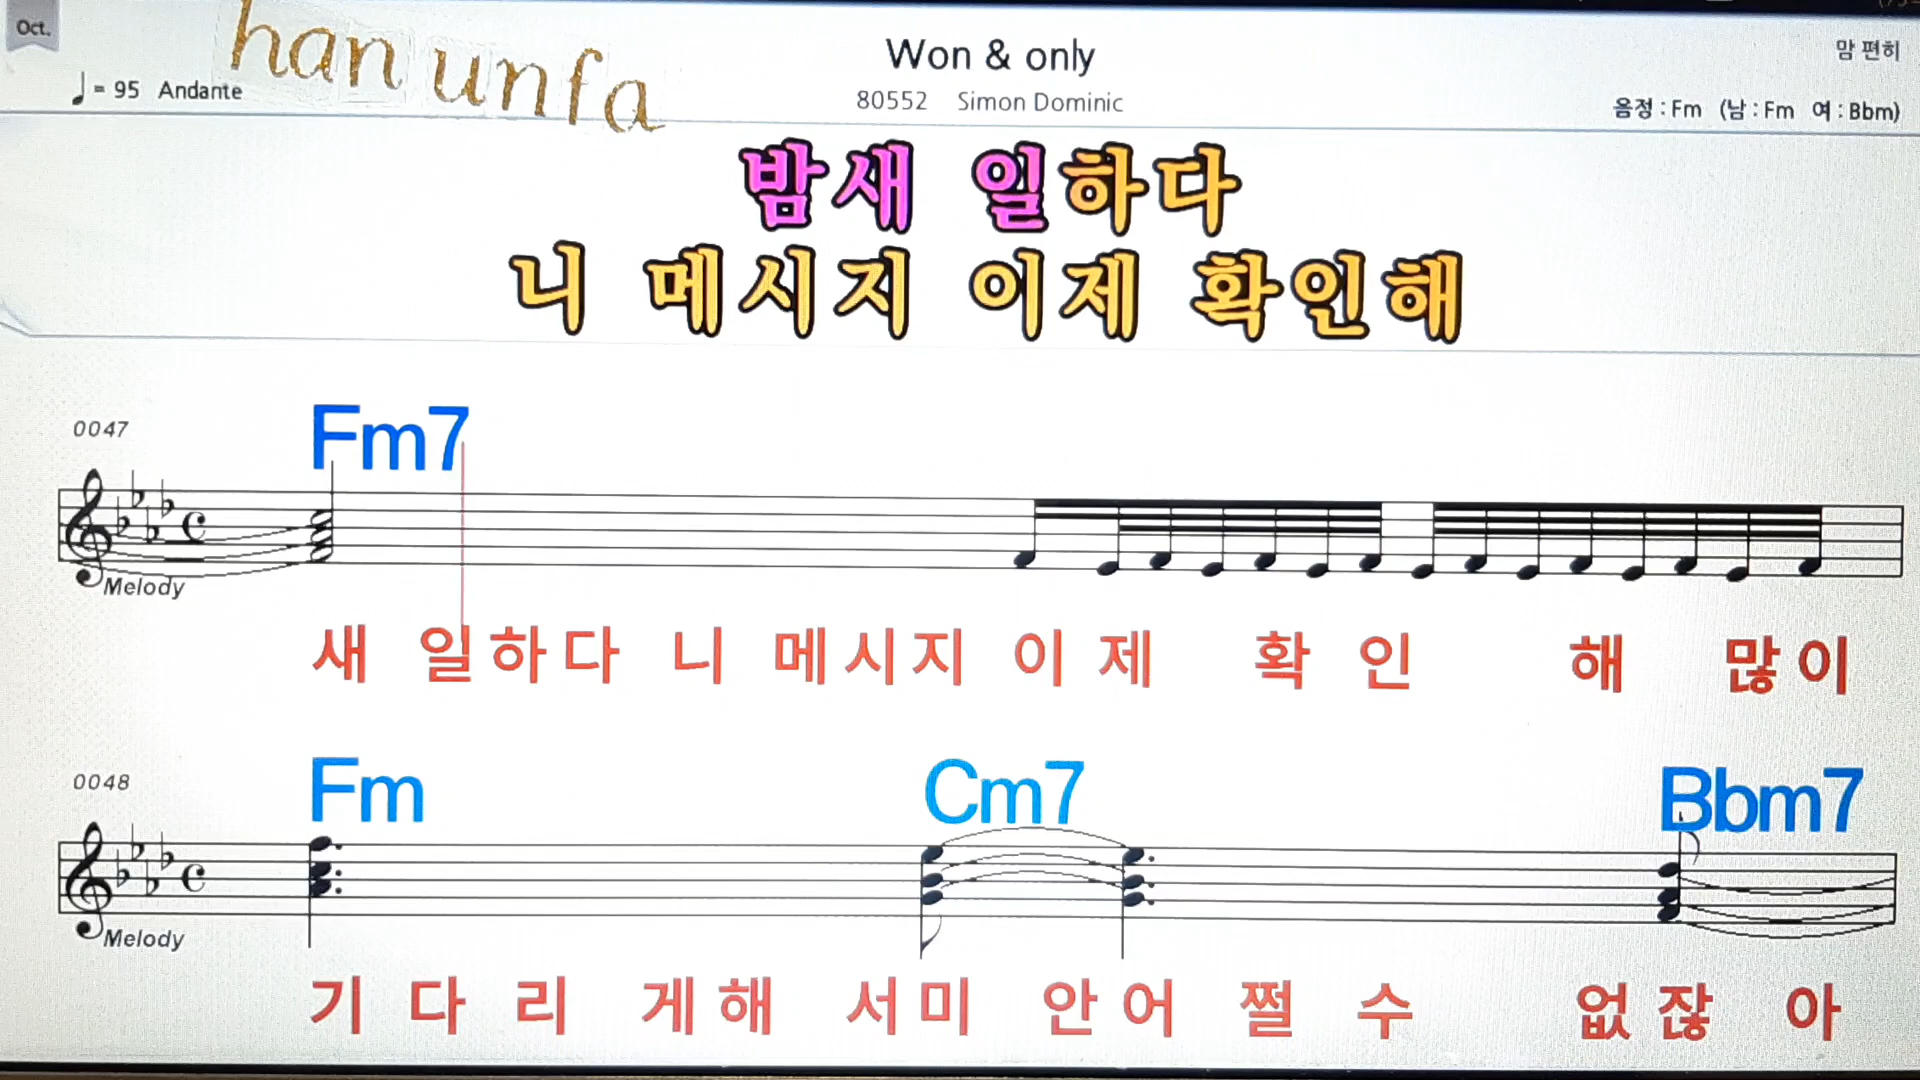 Oct.
han unfa
Won & only
맘 편히
♩= 95 Andante
80552 Simon Dominic
음정 : Fm (남 : Fm 여 : Bbm)
밤새 일하다
니 메시지 이제 확인해
0047
Fm7
Melody
새 일하다 니 메시지 이 제 확 인 해 많이
0048
Fm Cm7 Bbm7
Melody
기 다 리 게해 서미 안어 쩔 수 없잖 아